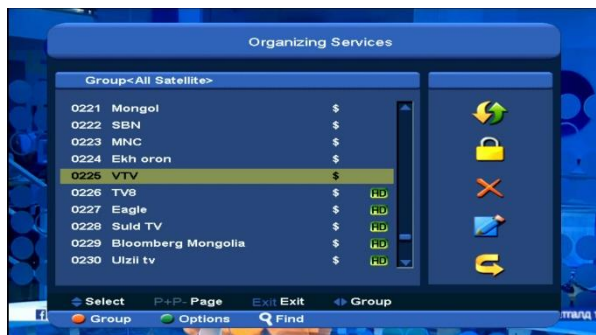 Organizing Services
Group<All Satellite>
0221 Mongol $
0222 SBN $
0223 MNC $
0224 Ekh oron $
0225 VTV $
0226 TV8 $ HD
0227 Eagle $ HD
0228 Suld TV $ HD
0229 Bloomberg Mongolia $ HD
0230 Ulzii tv $ HD
Select P+P- Page Exit Exit Group
Group Options Find